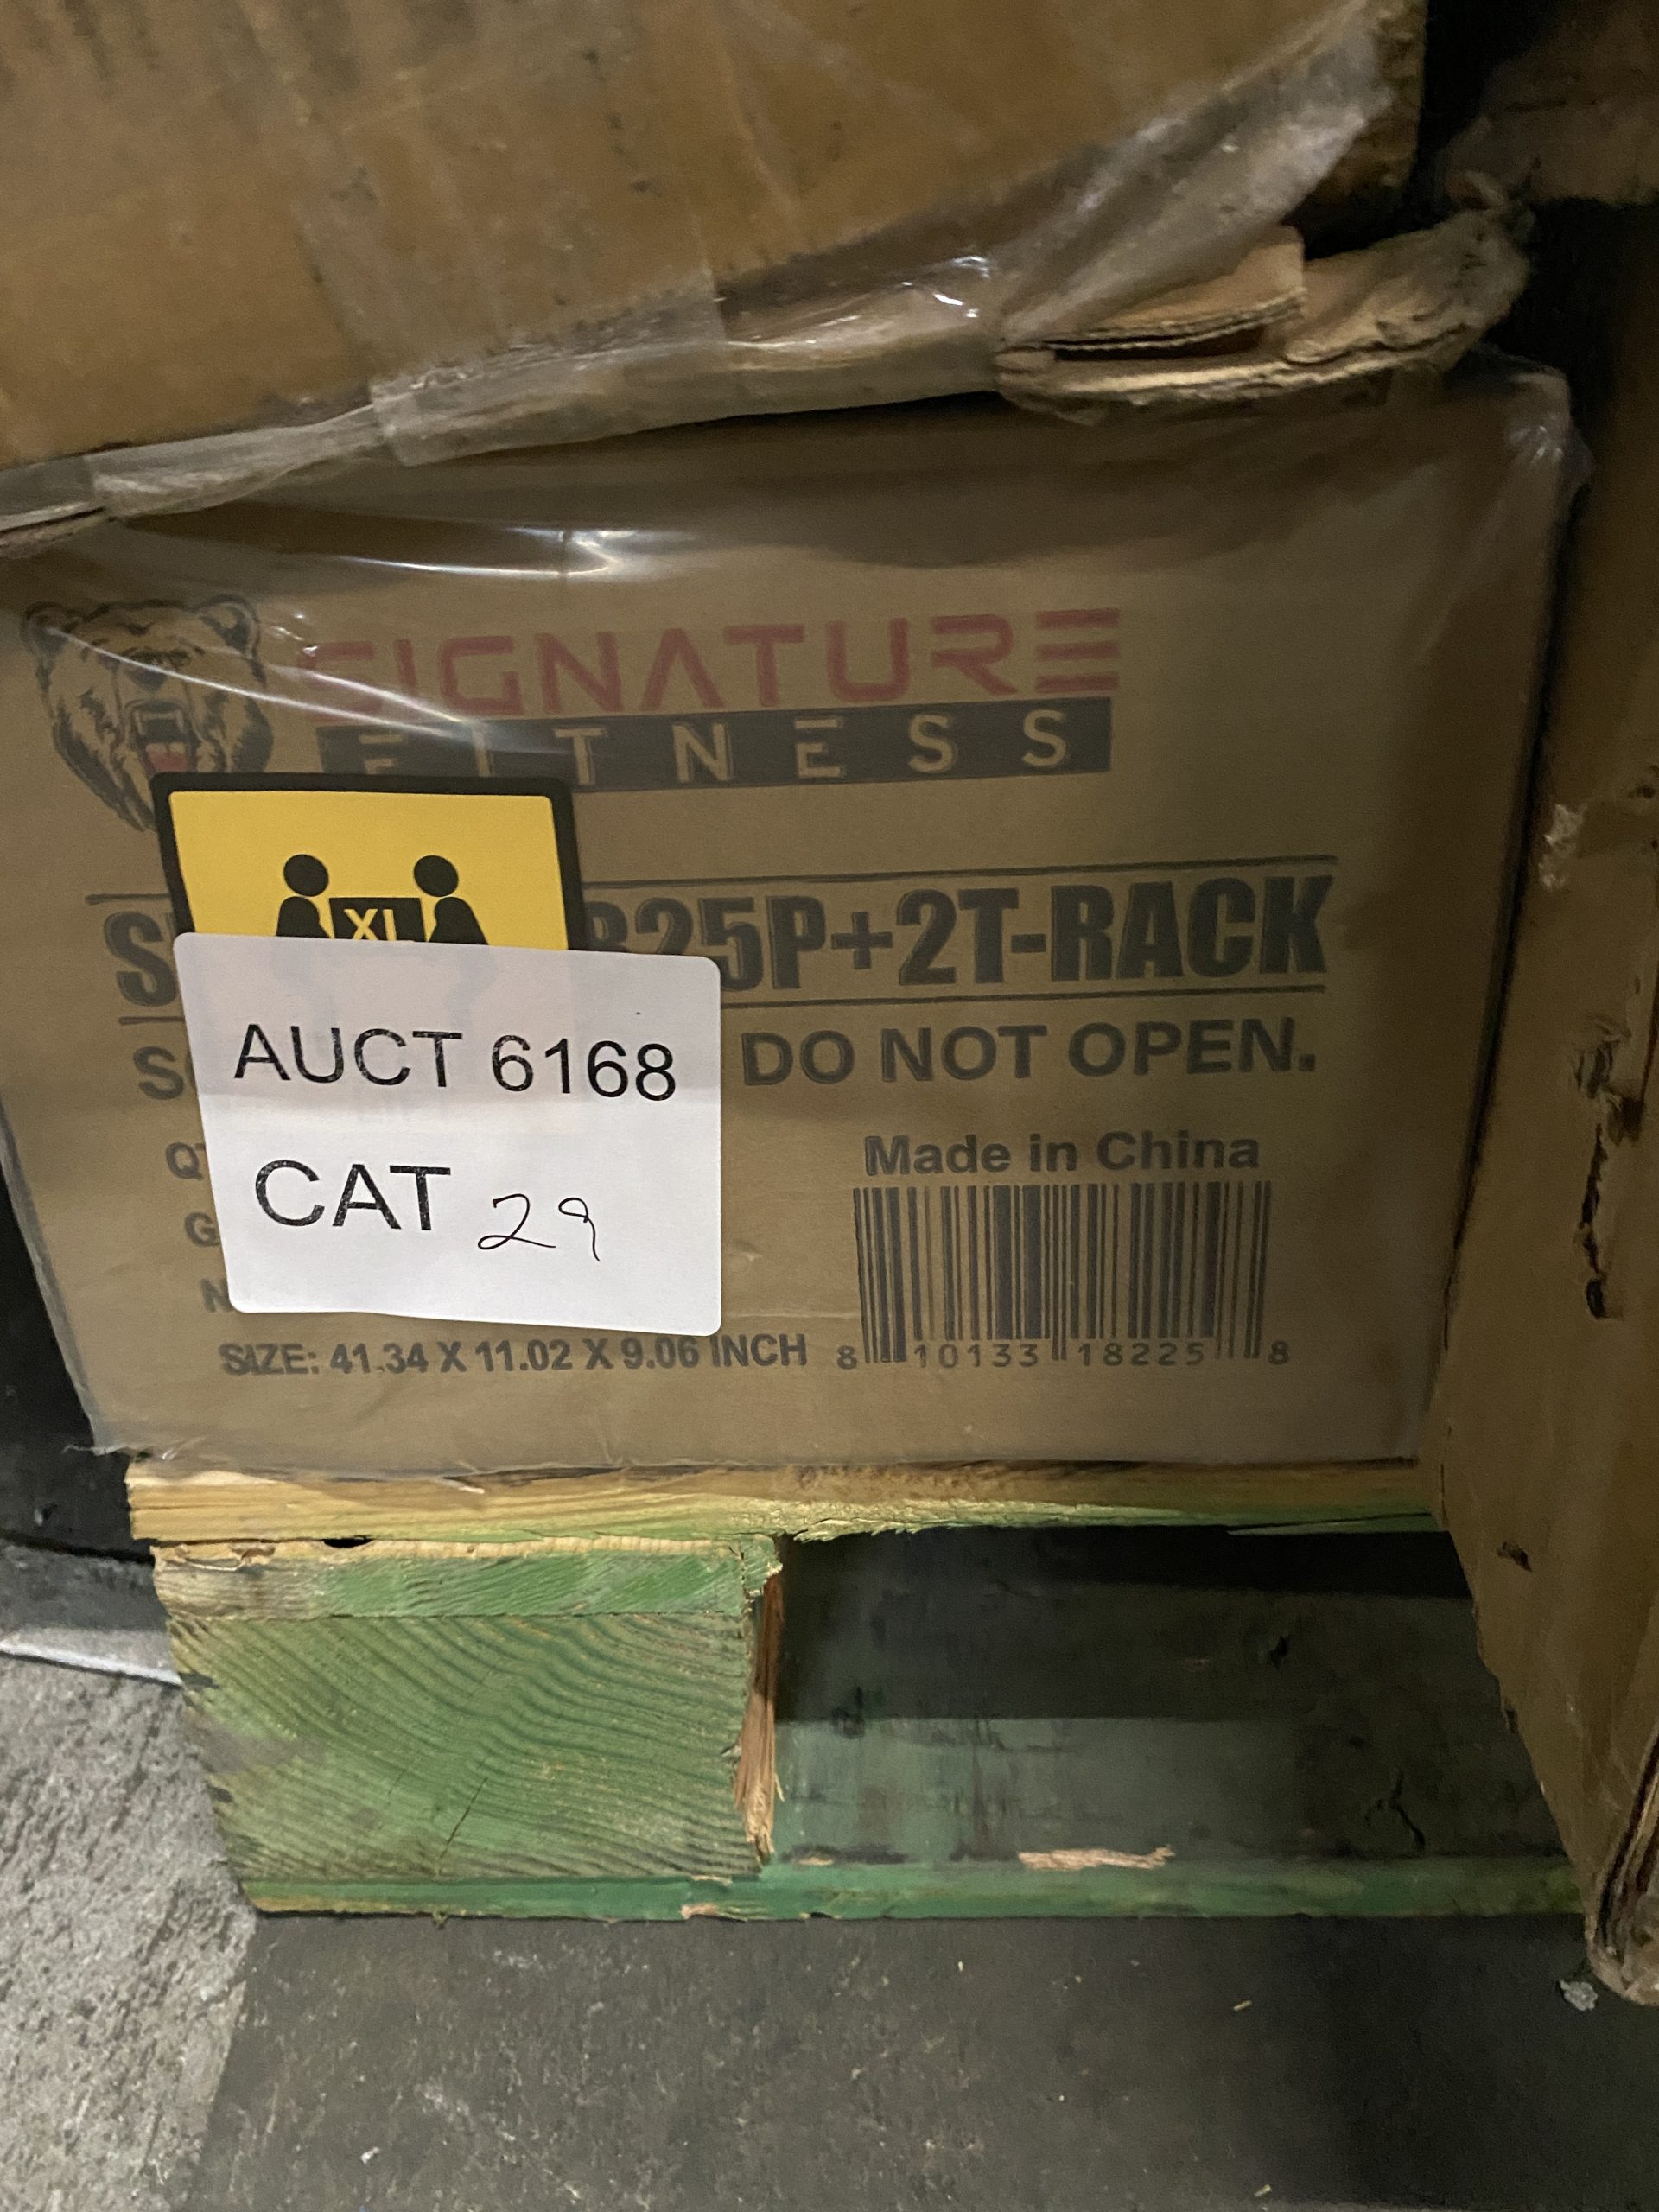 SIGNATURE
FITNESS
XL
25P+2T-RACK
AUCT 6168
DO NOT OPEN.
CAT 29
Made in China
SIZE: 41.34 X 11.02 X 9.06 INCH
8 10133 18225 8